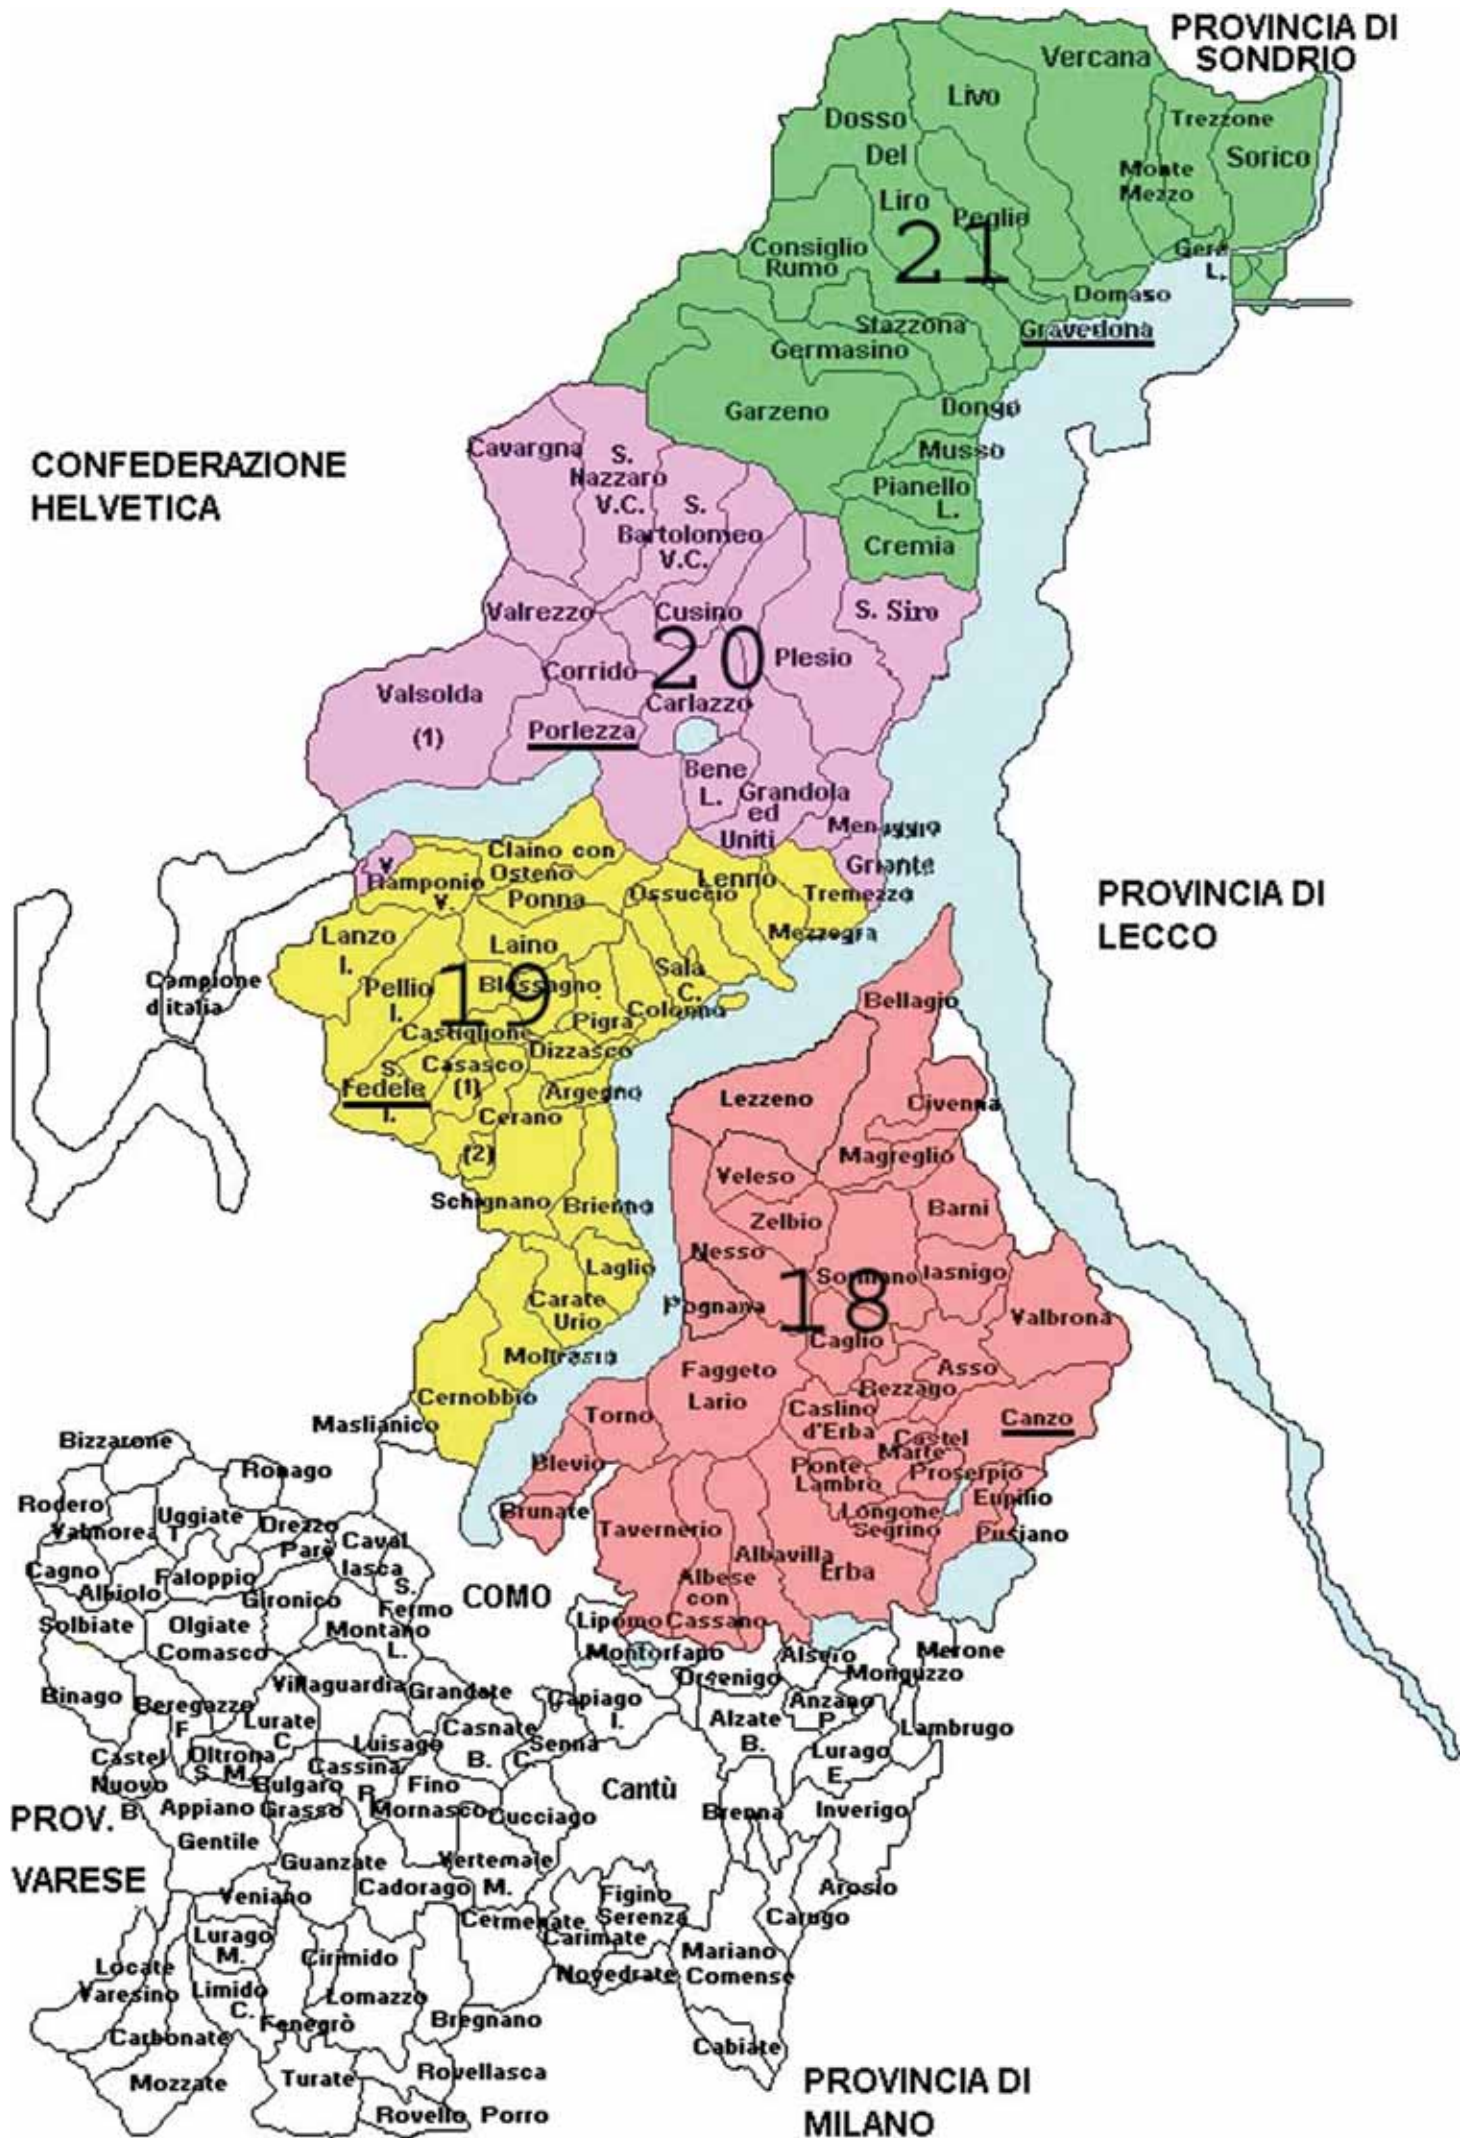 PROVINCIA DI
SONDRIO
Vercana
Livo
Dosso
Del
Liro
Trezzone
Sorico
Monte
Mezzo
Peglio
21
Consiglio
Rumo
Gera
L.
Domaso
Stazzona
Gravedona
Germasino
Garzeno
Dongo
Musso
Pianello
L.
Cremia
CONFEDERAZIONE
HELVETICA
Cavargna
S.
Nazzaro
V.C.
S.
Bartolomeo
V.C.
Valrezzo
Cusino
S. Siro
20
Plesio
Corrido
Valsolda
(1)
Carlazzo
Porlezza
Bene
L.
Grandola
ed
Uniti
Menaggio
Griante
V.
Claino con
Osteno
Ramponio
V.
Ponna
Ossuccio
Lenno
Tremezzo
Mezzegra
PROVINCIA DI
LECCO
Lanzo
I.
Laino
19
Pellio
I.
Blessagno
Sala
C.
Colonno
Campione
d'italia
Pigra
Castiglione
Dizzasco
S.
Fedele
I.
Casasco
(1)
Argegno
Cerano
(2)
Schignano
Brienno
Laglio
Carate
Urio
Moltrasio
Cernobbio
Maslianico
Bellagio
Lezzeno
Civenna
Magreglio
Veleso
Zelbio
Barni
Nesso
Sormano
lasnigo
18
Pognana
Valbrona
Caglio
Faggeto
Lario
Asso
Rezzago
Caslino
d'Erba
Canzo
Torno
Castel
Marte
Blevio
Ponte
Lambro
Proserpio
Eupilio
Brunate
Longone
Segrino
Pusiano
Tavernerio
Albavilla
Erba
Albese
con
Cassano
Bizzarone
Ronago
Rodero
Uggiate
T
Drezzo
Valmorea
Parè
Caval
lasca
Cagno
Faloppio
Albiolo
Gironico
S.
Fermo
COMO
Solbiate
Olgiate
Comasco
Montano
L.
Lipomo
Montorfano
Orsenigo
Alserio
Merone
Monguzzo
Binago
Beregazzo
F
Villaguardia
Grandate
Capiago
I.
Anzano
P
Alzate
B.
Lambrugo
Lurate
C.
Luisago
Casnate
B.
Senna
C.
Lurago
E.
Castel
Nuovo
B
Oltrona
S. M.
Cassina
R
Bulgaro
Grasso
Fino
Mornasco
Cantù
PROV.
VARESE
Appiano
Gentile
Cucciago
Brenna
Inverigo
Guanzate
Vertemate
M.
Cadorago
Veniano
Figino
Serenza
Arosio
Carugo
Cermenate
Carimate
Lurago
M.
Cirimido
Mariano
Comense
Locate
Varesino
Limido
C.
Novedrate
Lomazzo
Fenegrò
Bregnano
Carbonate
Cabiate
Mozzate
Turate
Rovellasca
Rovello Porro
PROVINCIA DI
MILANO